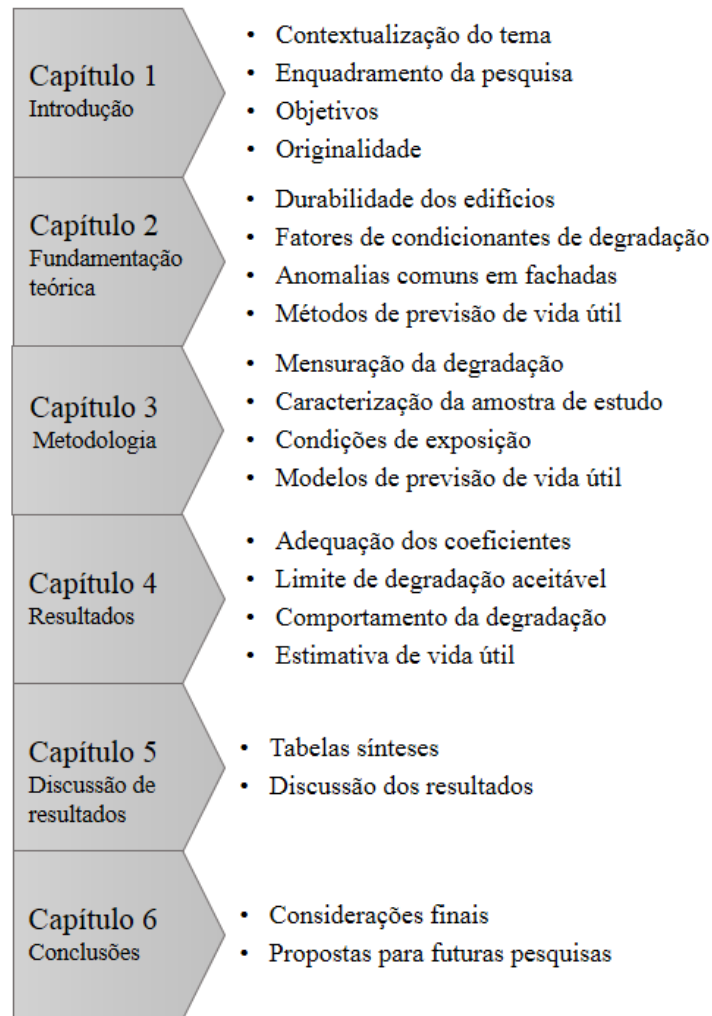 Capítulo 1
Introdução
• Contextualização do tema
• Enquadramento da pesquisa
• Objetivos
• Originalidade
Capítulo 2
Fundamentação
teórica
• Durabilidade dos edifícios
• Fatores de condicionantes de degradação
• Anomalias comuns em fachadas
• Métodos de previsão de vida útil
Capítulo 3
Metodologia
• Mensuração da degradação
• Caracterização da amostra de estudo
• Condições de exposição
• Modelos de previsão de vida útil
Capítulo 4
Resultados
• Adequação dos coeficientes
• Limite de degradação aceitável
• Comportamento da degradação
• Estimativa de vida útil
Capítulo 5
Discussão de
resultados
• Tabelas sínteses
• Discussão dos resultados
Capítulo 6
Conclusões
• Considerações finais
• Propostas para futuras pesquisas